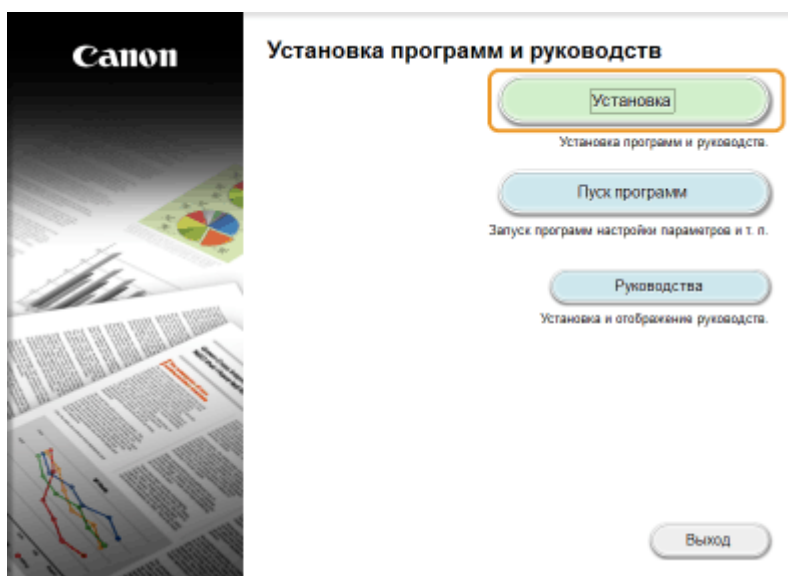 Canon
Установка программ и руководств
Установка
Установка программ и руководств.
Пуск программ
Запуск программ настройки параметров и т. п.
Руководства
Установка и отображение руководств.
Выход